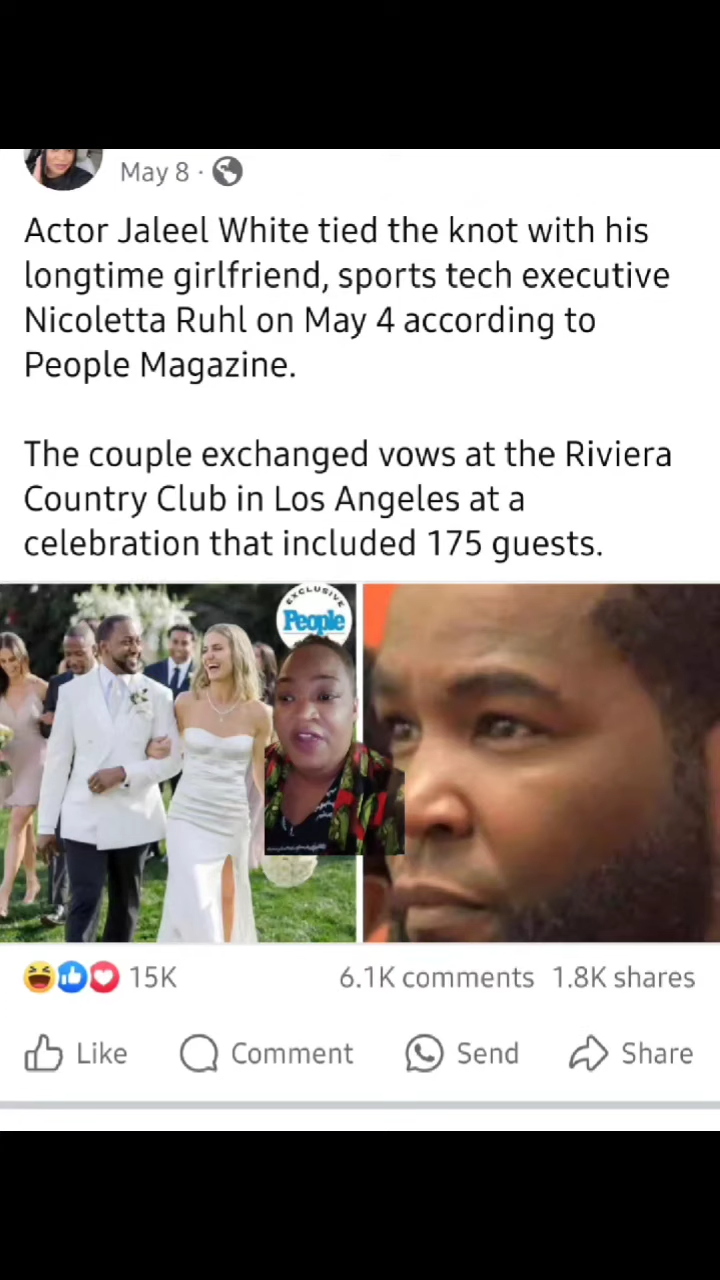 May 8 ·
Actor Jaleel White tied the knot with his
longtime girlfriend, sports tech executive
Nicoletta Ruhl on May 4 according to
People Magazine.
The couple exchanged vows at the Riviera
Country Club in Los Angeles at a
celebration that included 175 guests.
EXCLUSIVE
People
15K
6.1K comments 1.8K shares
Like
Comment
Send
Share